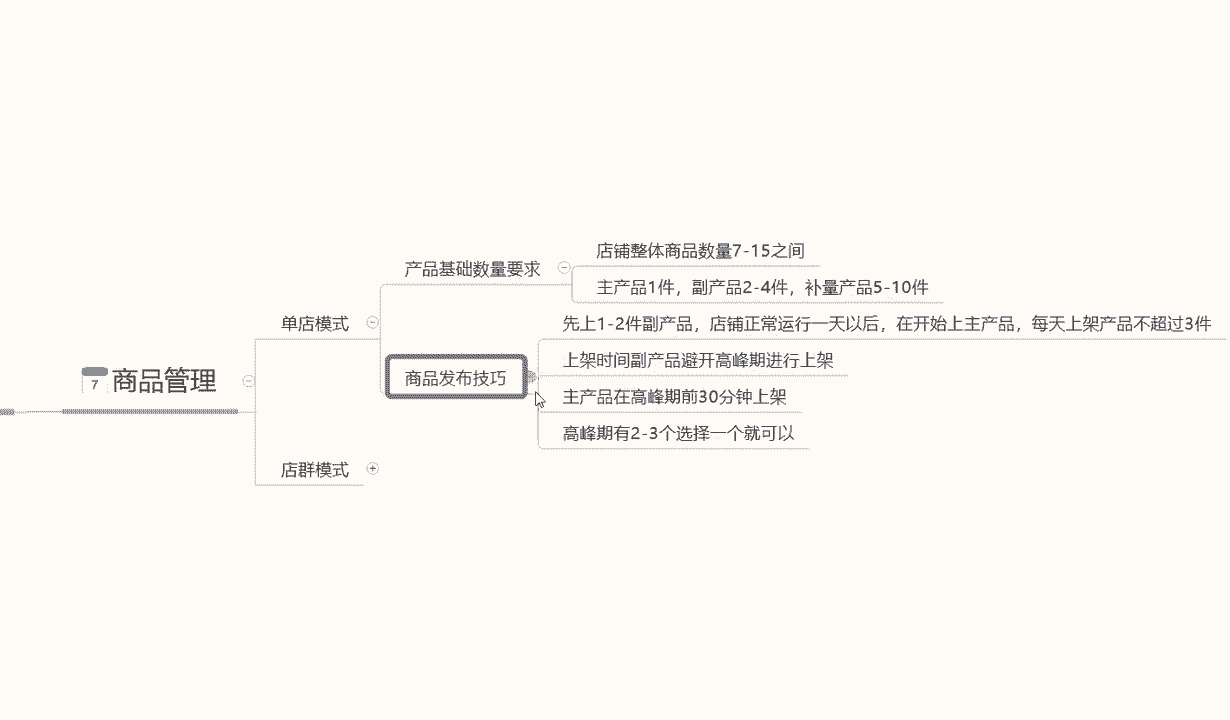 店铺整体商品数量7-15之间
产品基础数量要求
主产品1件，副产品2-4件，补量产品5-10件
单店模式
先上1-2件副产品，店铺正常运行一天以后，在开始上主产品，每天上架产品不超过3件
上架时间副产品避开高峰期进行上架
7 商品管理
商品发布技巧
主产品在高峰期前30分钟上架
高峰期有2-3个选择一个就可以
店群模式